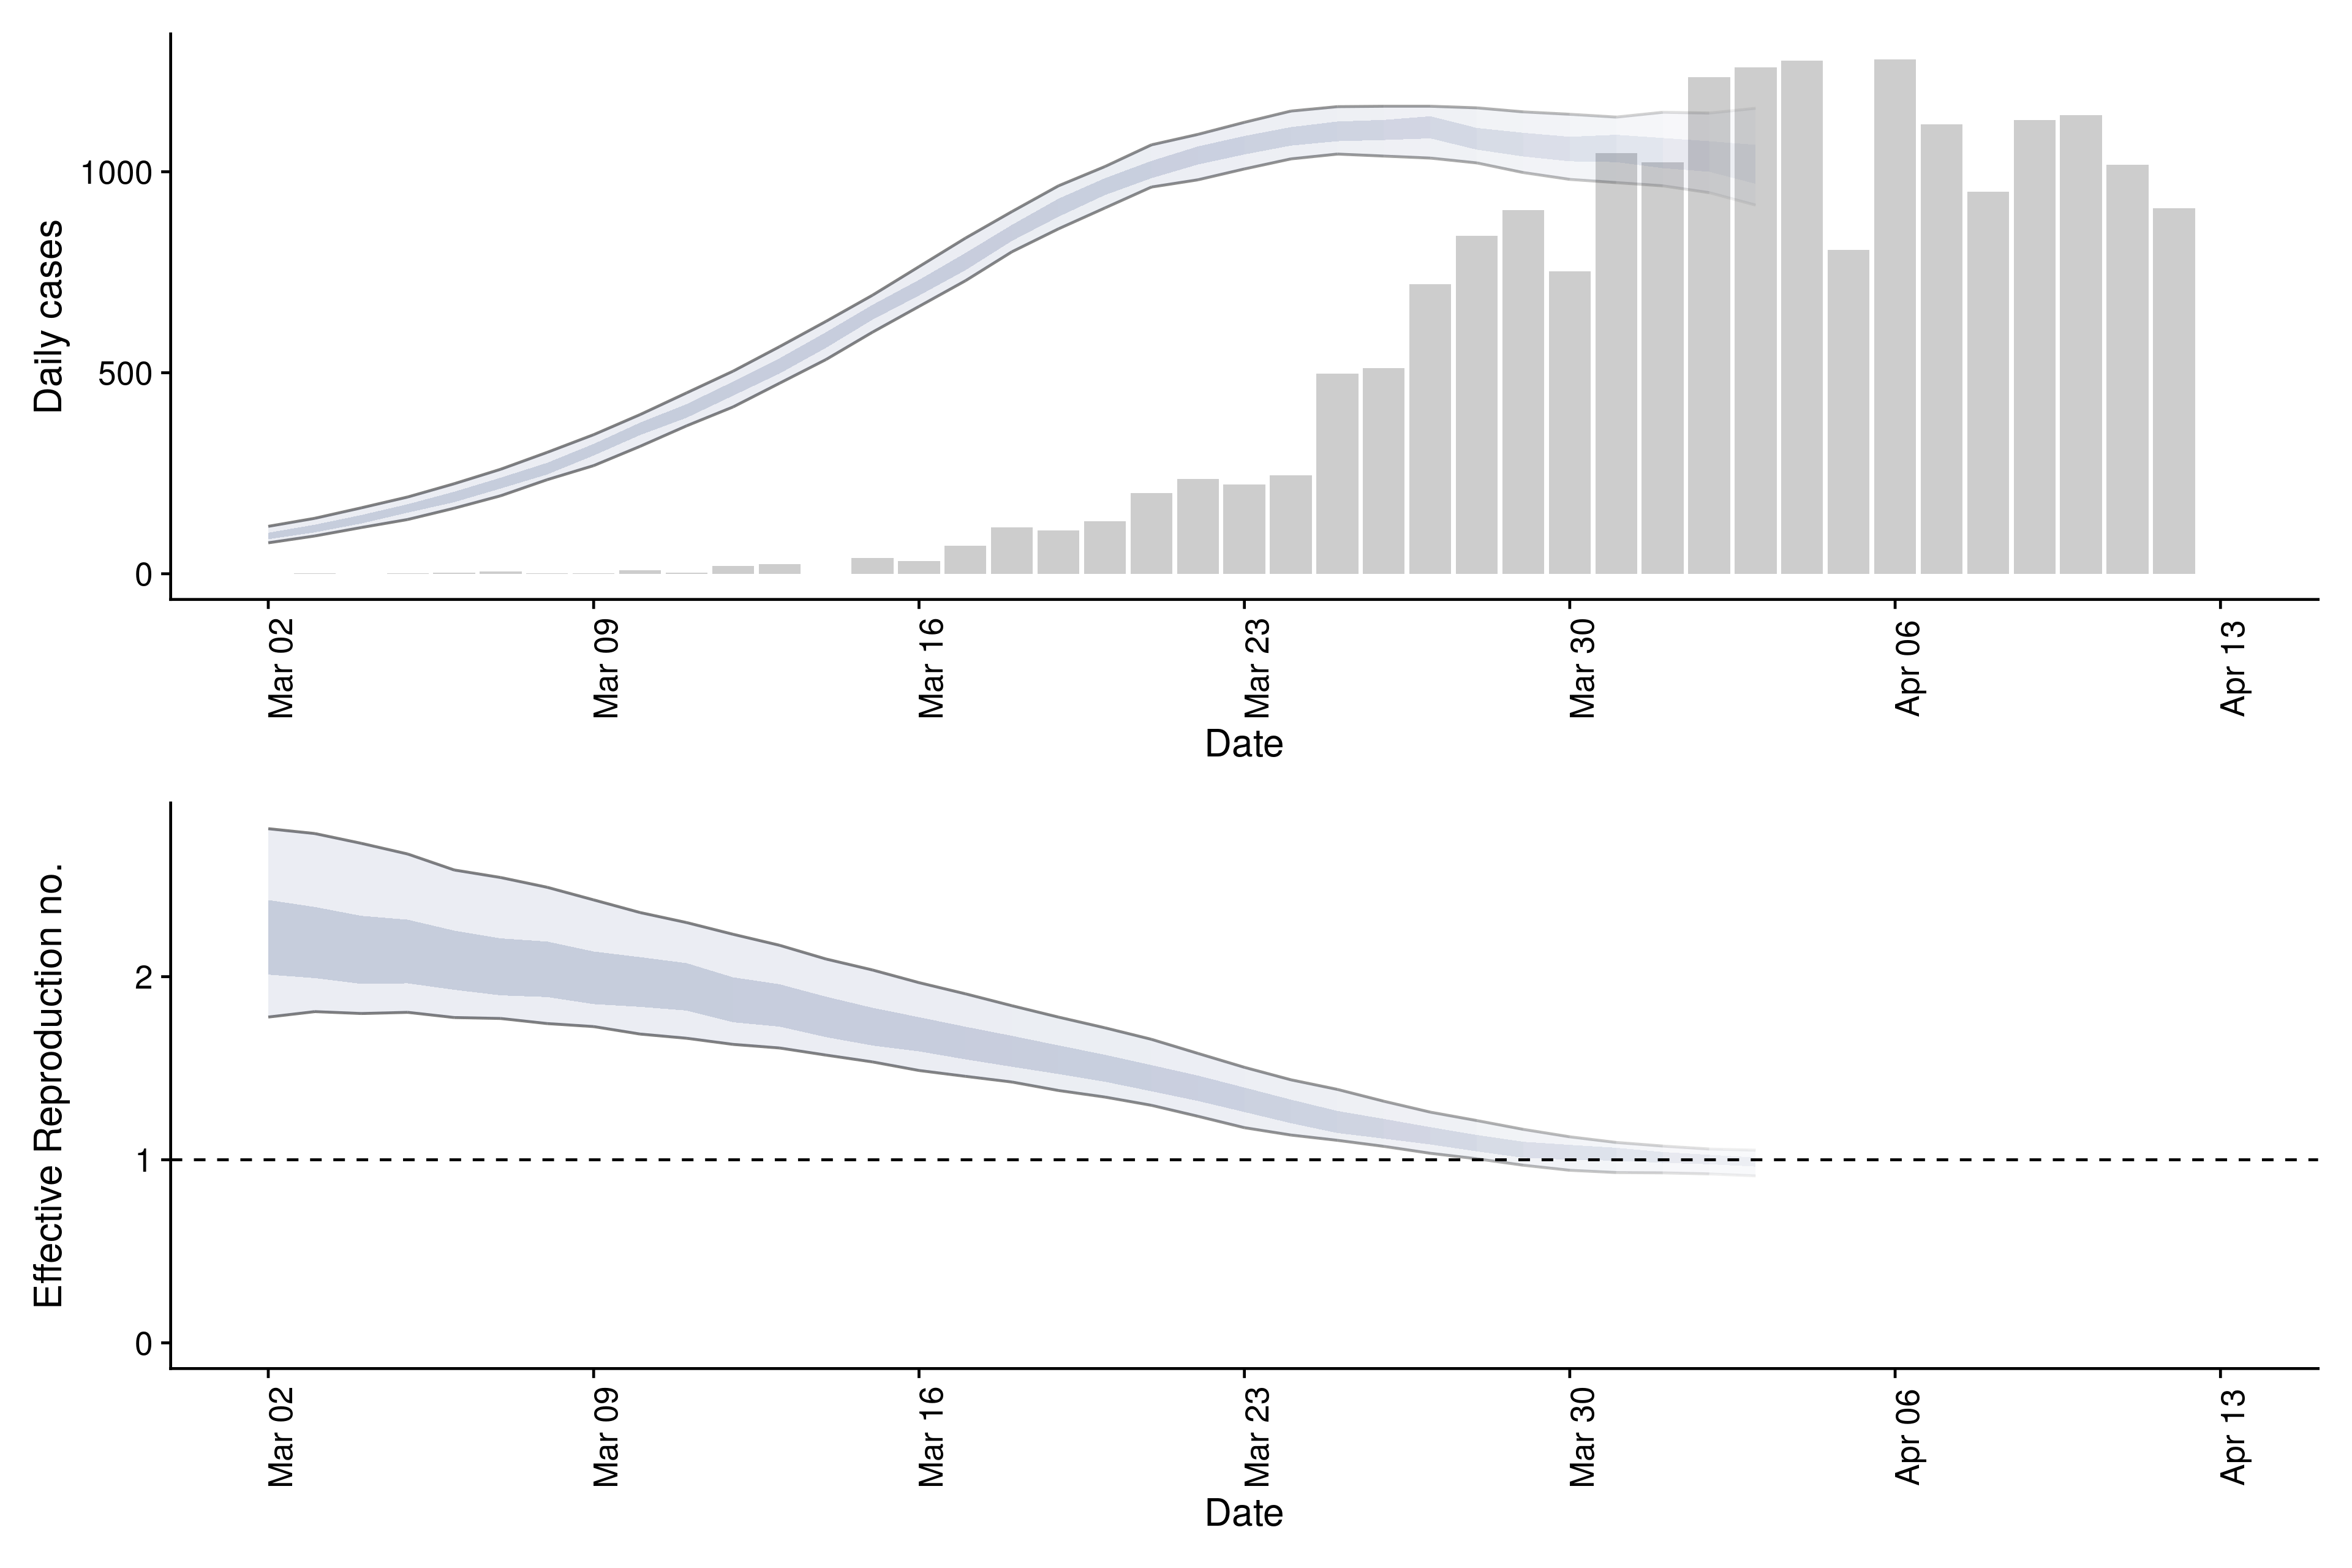 Daily cases
1000
500
0
Mar 02
Mar 09
Mar 16
Mar 23
Mar 30
Apr 06
Apr 13
Date
Effective Reproduction no.
2
1
0
Mar 02
Mar 09
Mar 16
Mar 23
Mar 30
Apr 06
Apr 13
Date